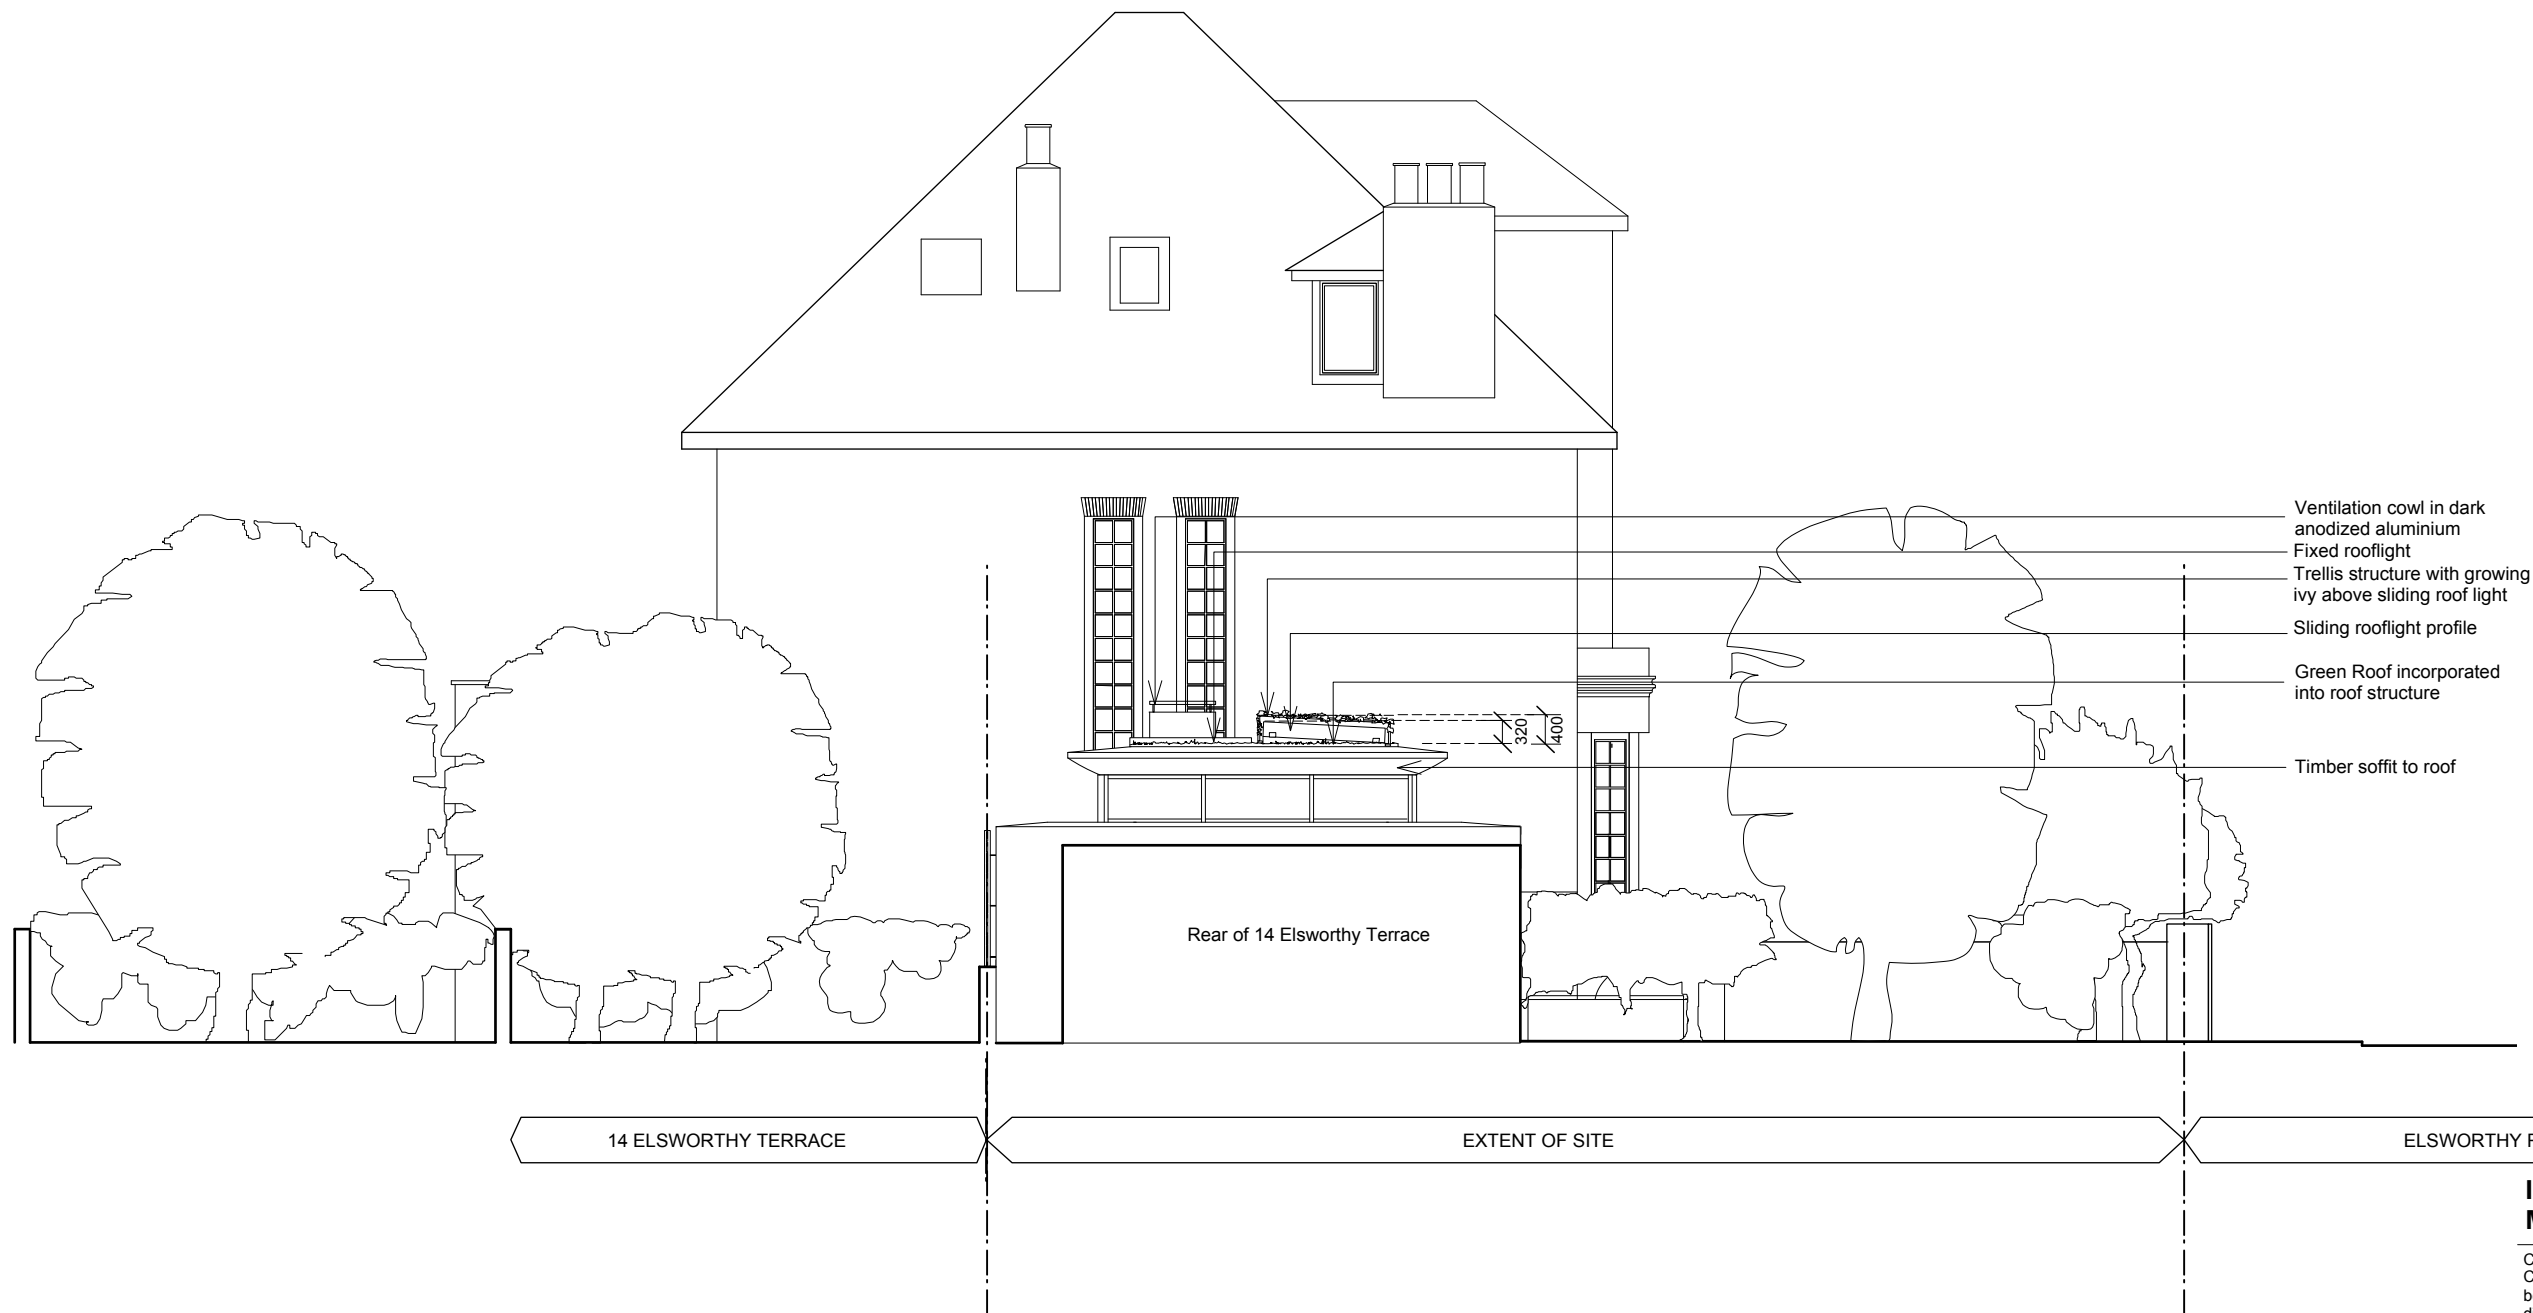 Ventilation cowl in dark
anodized aluminium
Fixed rooflight
Trellis structure with growing
ivy above sliding roof light
Sliding rooflight profile
Green Roof incorporated
into roof structure
320
400
Timber soffit to roof
Rear of 14 Elsworthy Terrace
14 ELSWORTHY TERRACE
EXTENT OF SITE
ELSWORTHY